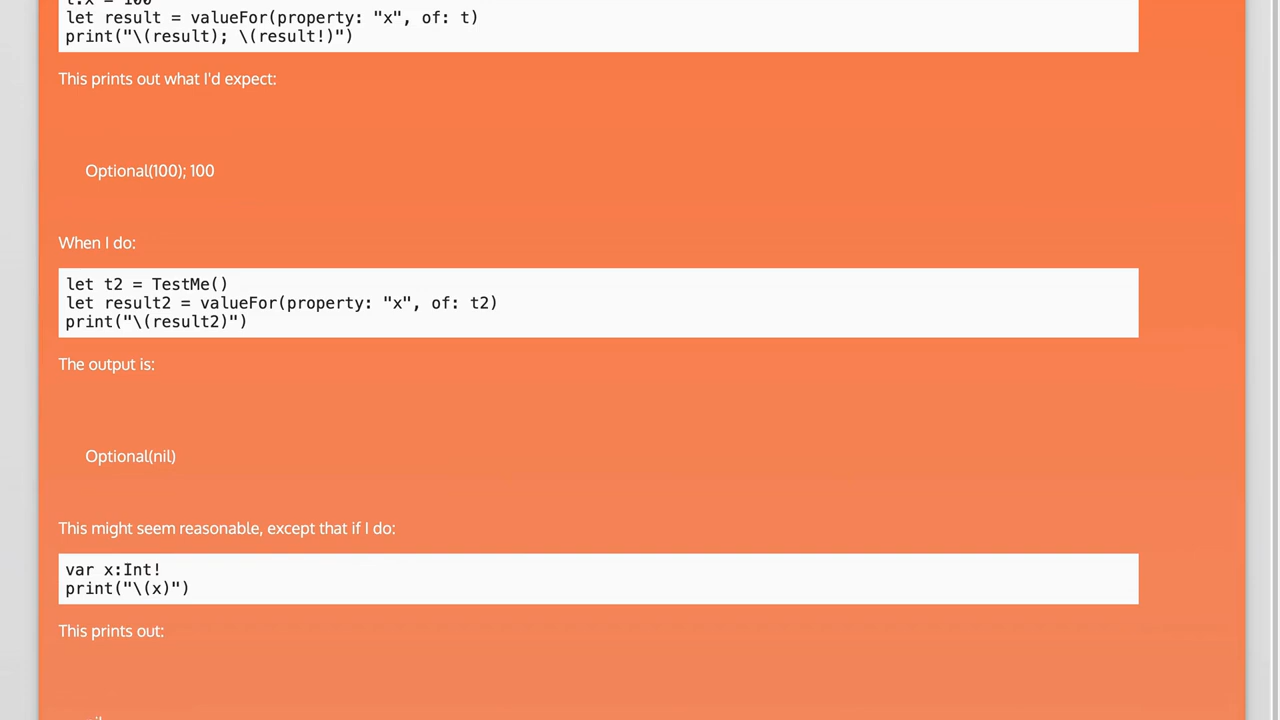 t.x = 100
let result = valueFor(property: "x", of: t)
print("\(result); \(result!)")
This prints out what I'd expect:
Optional(100); 100
When I do:
let t2 = TestMe()
let result2 = valueFor(property: "x", of: t2)
print("\(result2)")
The output is:
Optional(nil)
This might seem reasonable, except that if I do:
var x:Int!
print("\(x)")
This prints out:
nil